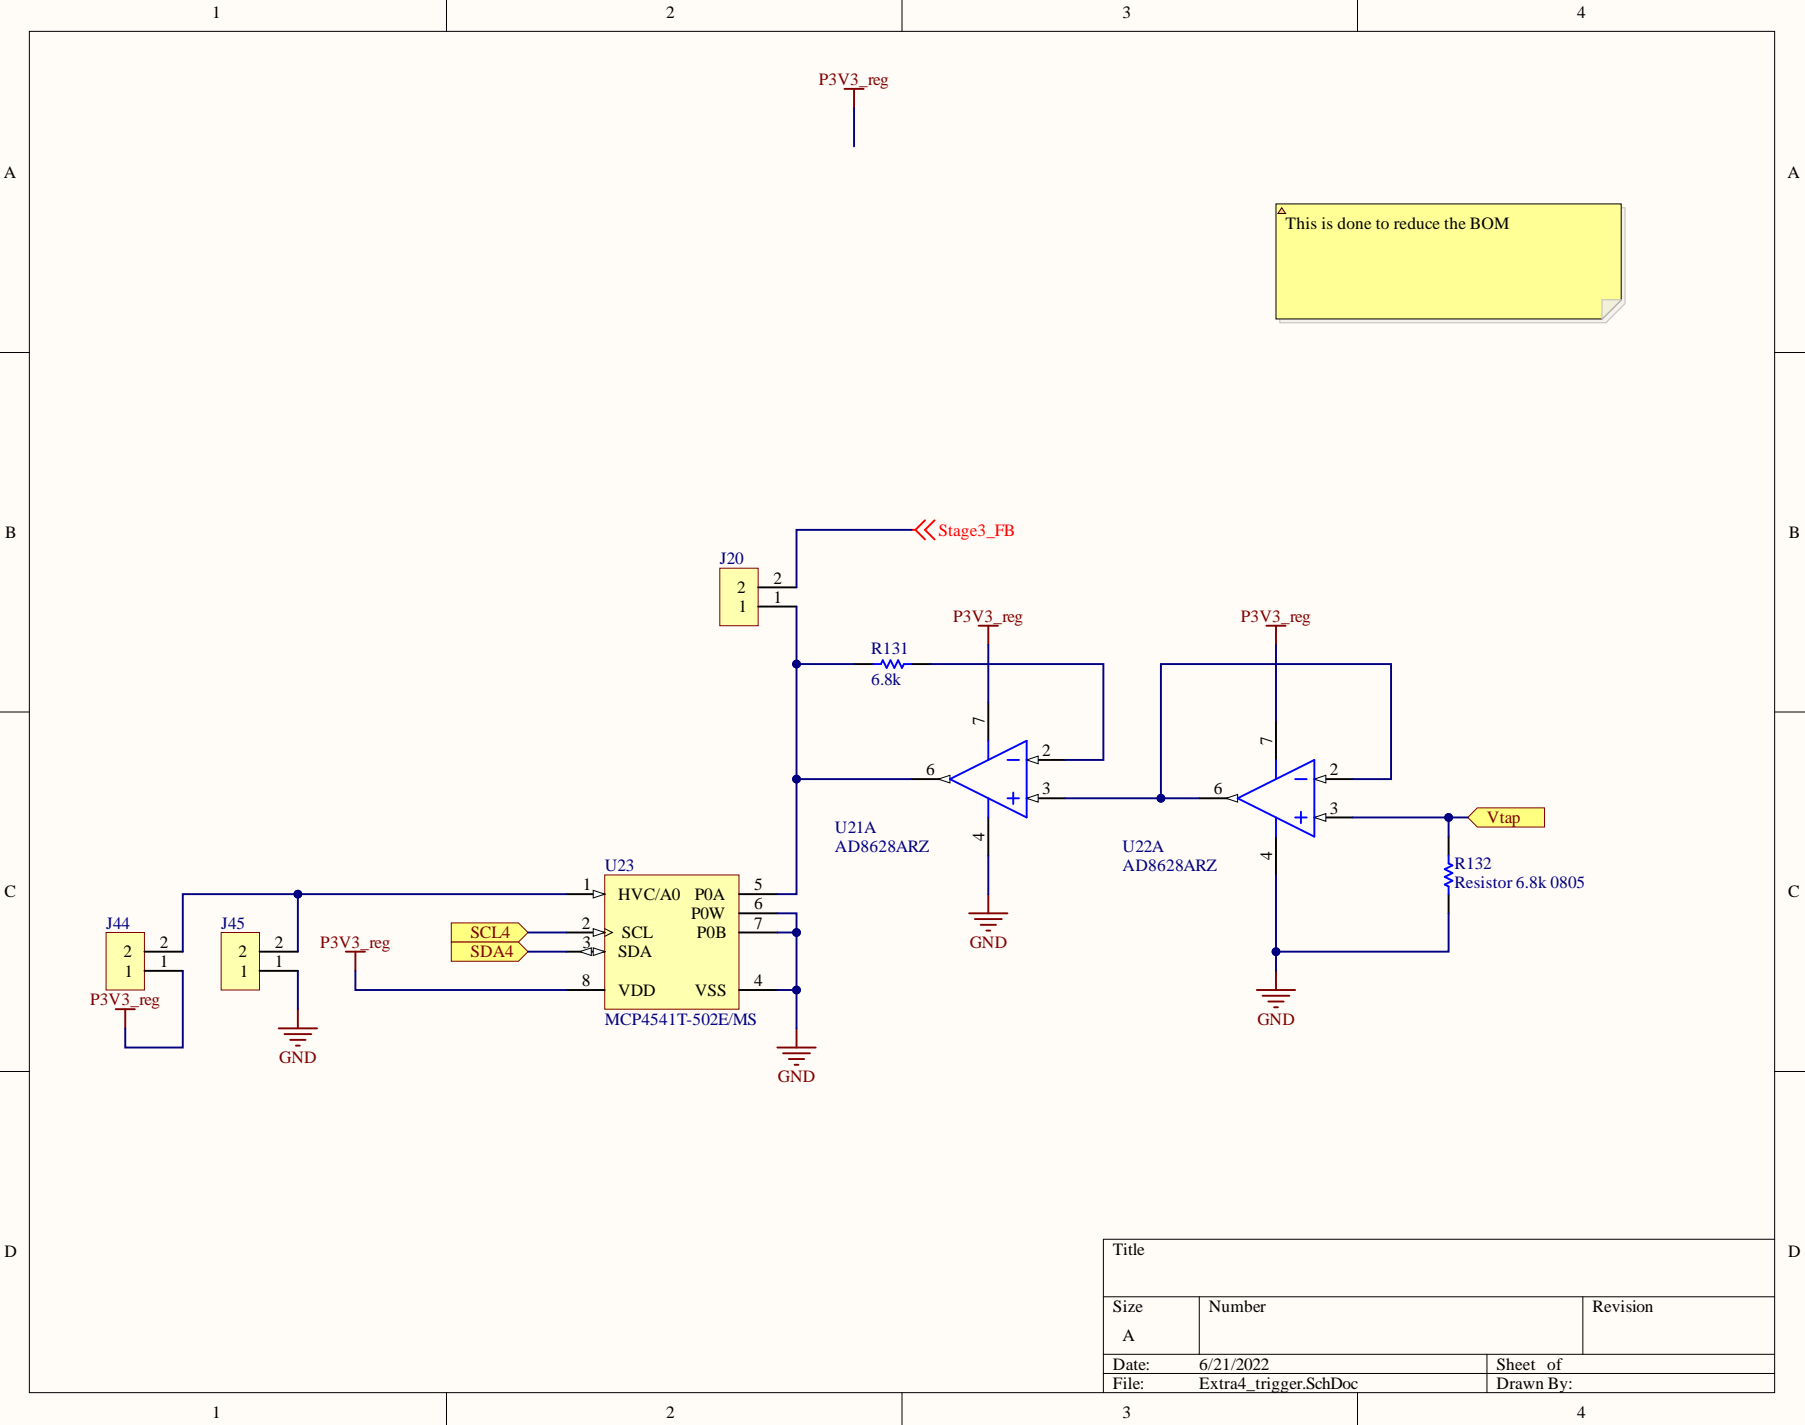 1 2 3 4
P3V3_reg
A A
This is done to reduce the BOM
B B
Stage3_FB
J20
2 2
1 1
P3V3_reg P3V3_reg
R131
6.8k
7 7
2 2
6 6
3 3
4 4
Vtap
U21A
AD8628ARZ
U22A
AD8628ARZ
R132
Resistor 6.8k 0805
U23
C C
1 HVC/A0 P0A 5
P0W 6
SCL4 2 SCL P0B 7
SDA4 3 SDA
8 VDD VSS 4
MCP4541T-502E/MS
J44
2 2
1 1
P3V3_reg
J45
2 2
1 1
P3V3_reg
GND
GND
GND
GND
D D
Title
Size Number Revision
A
Date: 6/21/2022 Sheet of
File: Extra4_trigger.SchDoc Drawn By:
1 2 3 4